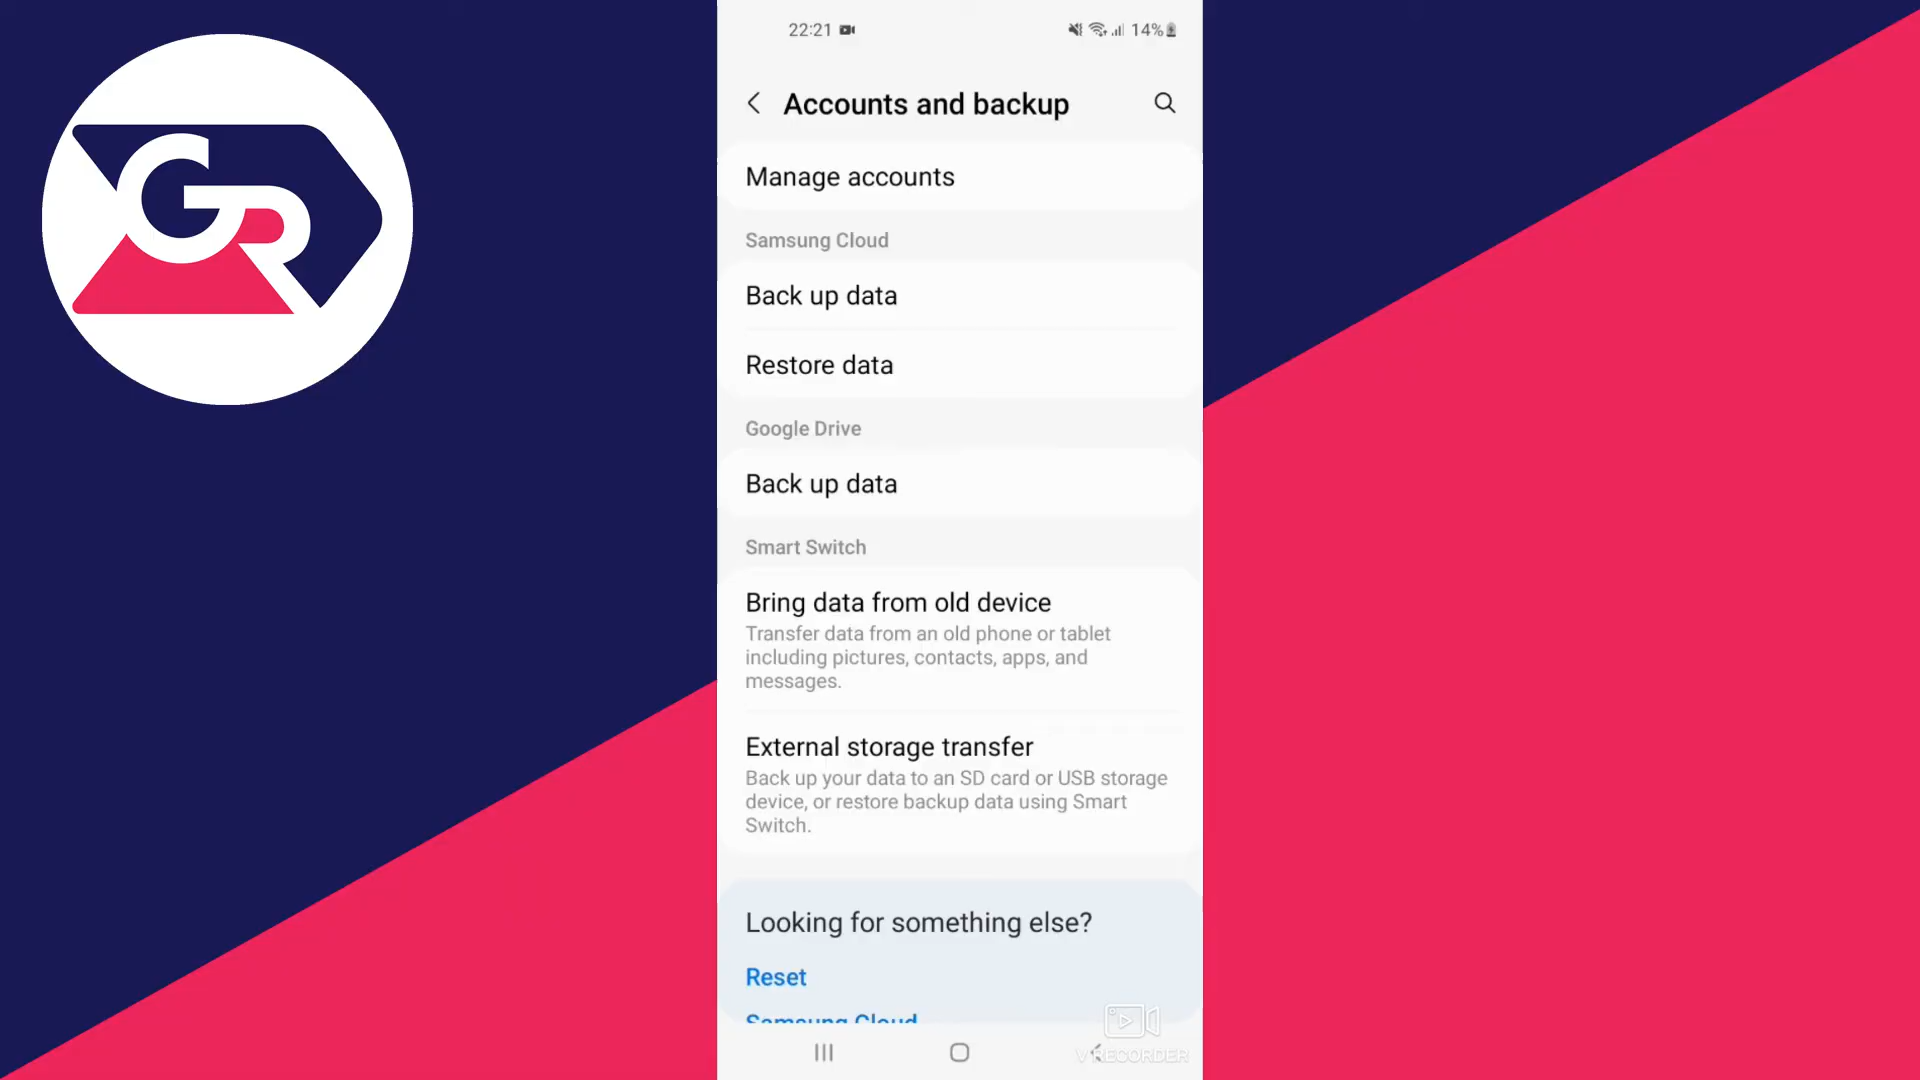 GR
22:21
14%
Accounts and backup
Manage accounts
Samsung Cloud
Back up data
Restore data
Google Drive
Back up data
Smart Switch
Bring data from old device
Transfer data from an old phone or tablet
including pictures, contacts, apps, and
messages.
External storage transfer
Back up your data to an SD card or USB storage
device, or restore backup data using Smart
Switch.
Looking for something else?
Reset
Samsung Cloud
V RECORDER